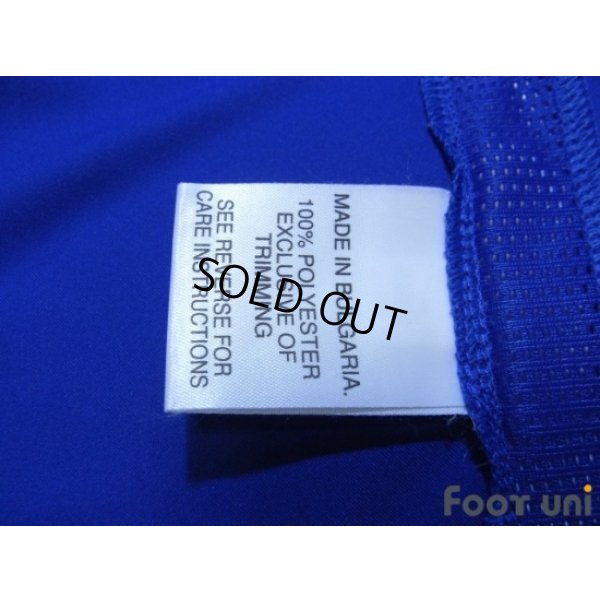 MADE IN BULGARIA.
100% POLYESTER
EXCLUSIVE OF
TRIMMING
SEE REVERSE FOR
CARE INSTRUCTIONS
SOLD OUT
FOOT UNI